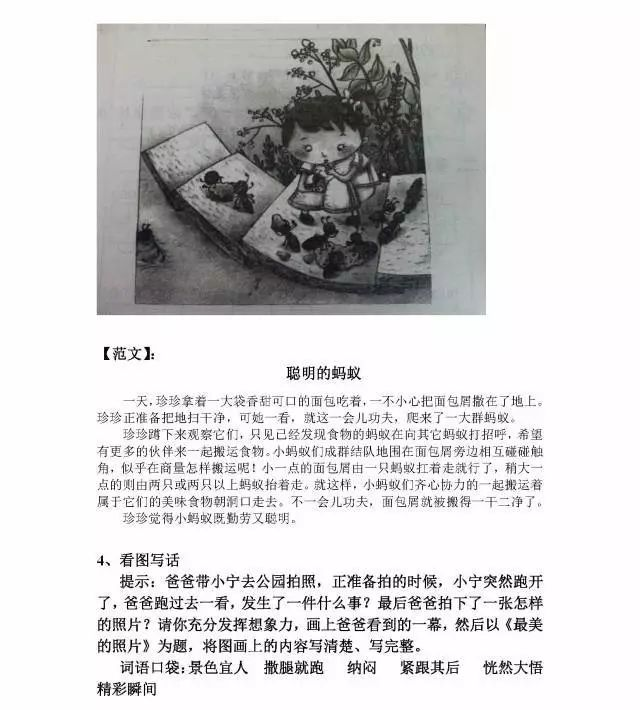 【范文】:
聪明的蚂蚁
一天，珍珍拿着一大袋香甜可口的面包吃着，一不小心把面包屑撒在了地上。
珍珍正准备把地扫干净，可她一看，就这一会儿功夫，爬来了一大群蚂蚁。
珍珍蹲下来观察它们，只见已经发现食物的蚂蚁在向其它蚂蚁打招呼，希望
有更多的伙伴来一起搬运食物。小蚂蚁们成群结队地围在面包屑旁边相互碰碰触
角，似乎在商量怎样搬运呢！小一点的面包屑由一只蚂蚁扛着走就行了，稍大一
点的则由两只或两只以上蚂蚁抬着走。就这样，小蚂蚁们齐心协力的一起搬运着
属于它们的美味食物朝洞口走去。不一会儿功夫，面包屑就被搬得一干二净了。
珍珍觉得小蚂蚁既勤劳又聪明。
4、看图写话
提示：爸爸带小宁去公园拍照，正准备拍的时候，小宁突然跑开
了，爸爸跑过去一看，发生了一件什么事？最后爸爸拍下了一张怎样
的照片？请你充分发挥想象力，画上爸爸看到的一幕，然后以《最美
的照片》为题，将图画上的内容写清楚、写完整。
词语口袋：景色宜人 撒腿就跑 纳闷 紧跟其后 恍然大悟
精彩瞬间